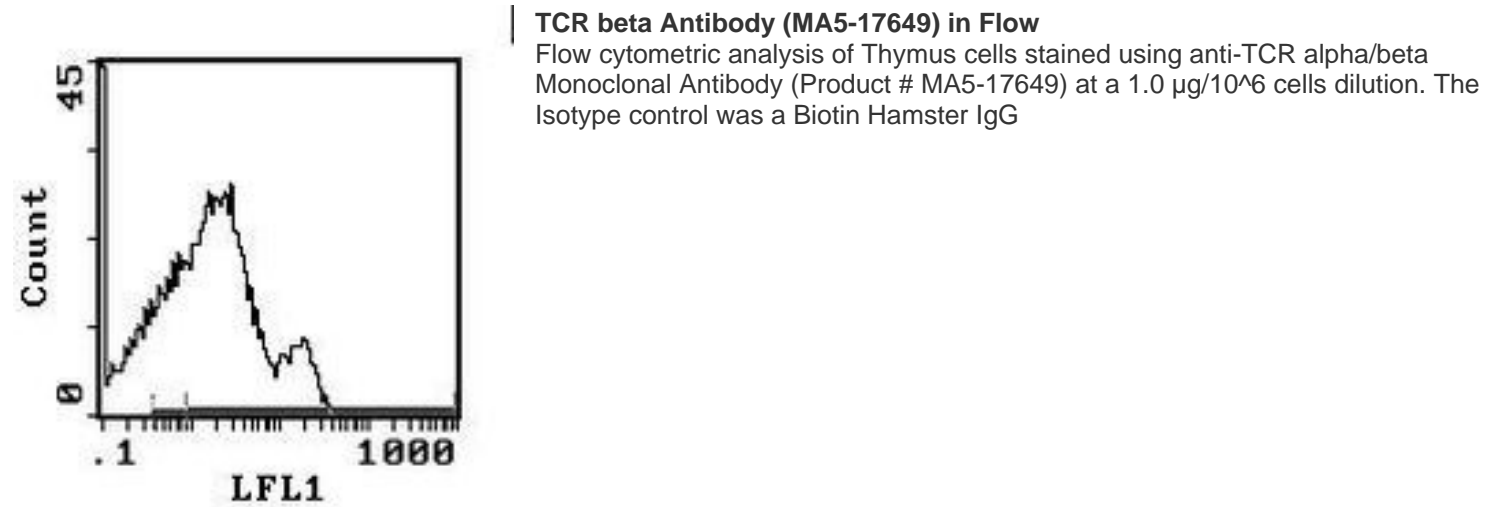 TCR beta Antibody (MA5-17649) in Flow
Flow cytometric analysis of Thymus cells stained using anti-TCR alpha/beta
Monoclonal Antibody (Product # MA5-17649) at a 1.0 µg/10^6 cells dilution. The
Isotype control was a Biotin Hamster IgG
45
Count
0
.1
1000
LFL1